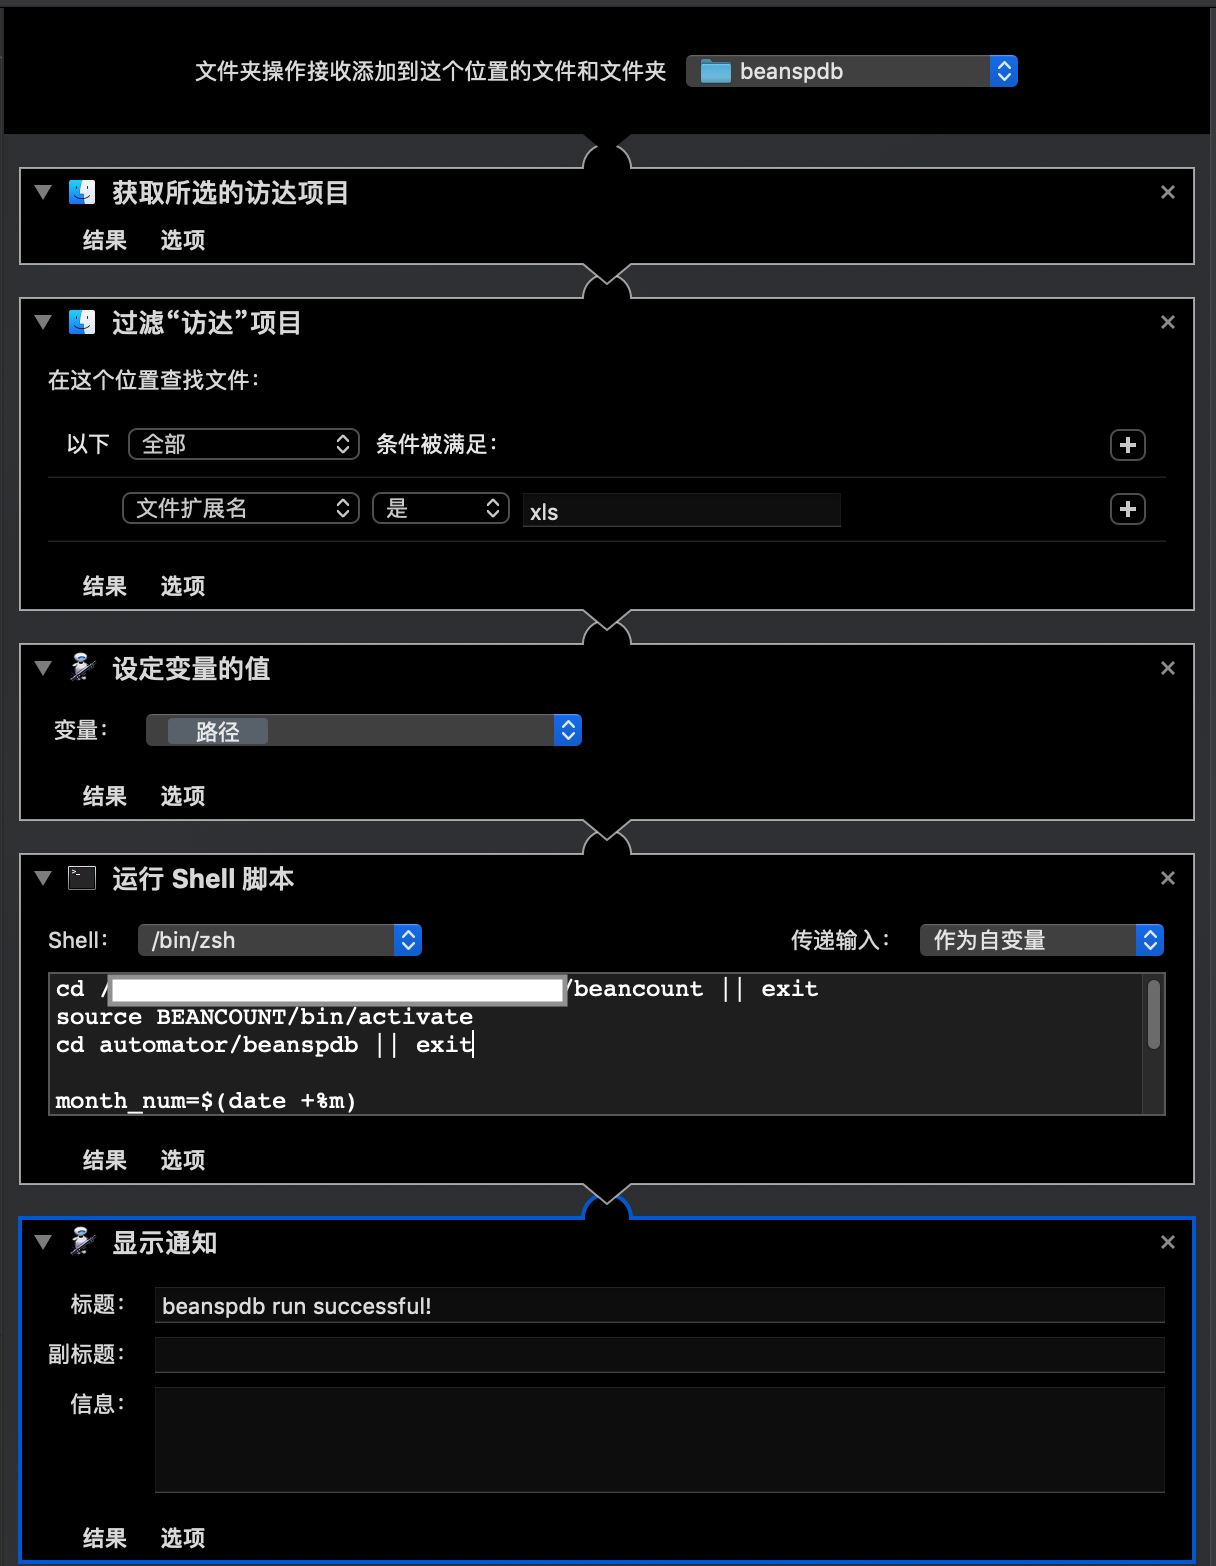 文件夹操作接收添加到这个位置的文件和文件夹 beanspdb
获取所选的访达项目
结果 选项
过滤“访达”项目
在这个位置查找文件：
以下 全部 条件被满足：
文件扩展名 是 xls
结果 选项
设定变量的值
变量： 路径
结果 选项
运行 Shell 脚本
Shell： /bin/zsh 传递输入： 作为自变量
cd / /beancount || exit
source BEANCOUNT/bin/activate
cd automator/beanspdb || exit
month_num=$(date +%m)
结果 选项
显示通知
标题： beanspdb run successful!
副标题：
信息：
结果 选项